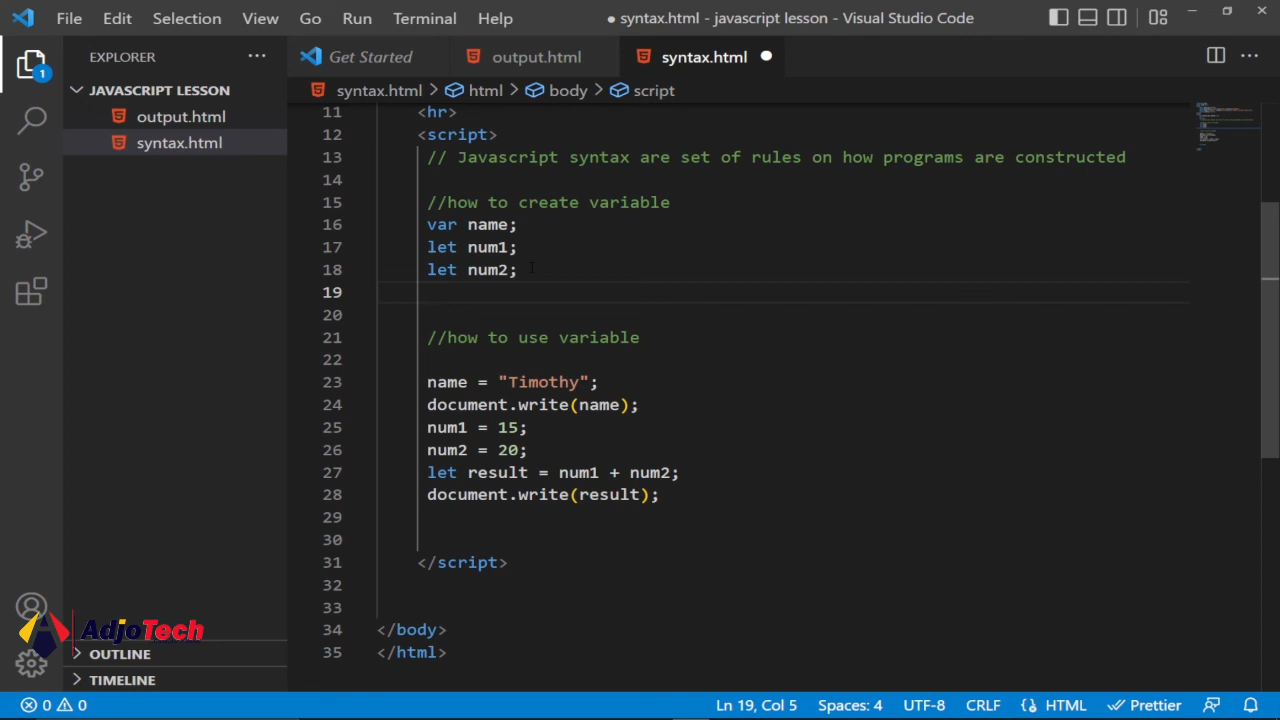 File Edit Selection View Go Run Terminal Help ● syntax.html - javascript lesson - Visual Studio Code
EXPLORER ···
Get Started output.html syntax.html ●
JAVASCRIPT LESSON
syntax.html > html > body > script
output.html
syntax.html
1
11 <hr>
12 <script>
13 // Javascript syntax are set of rules on how programs are constructed
14
15 //how to create variable
16 var name;
17 let num1;
18 let num2;
19
20
21 //how to use variable
22
23 name = "Timothy";
24 document.write(name);
25 num1 = 15;
26 num2 = 20;
27 let result = num1 + num2;
28 document.write(result);
29
30
31 </script>
32
33
34 </body>
35 </html>
AdjoTech
OUTLINE
TIMELINE
0 0 Ln 19, Col 5 Spaces: 4 UTF-8 CRLF HTML Prettier